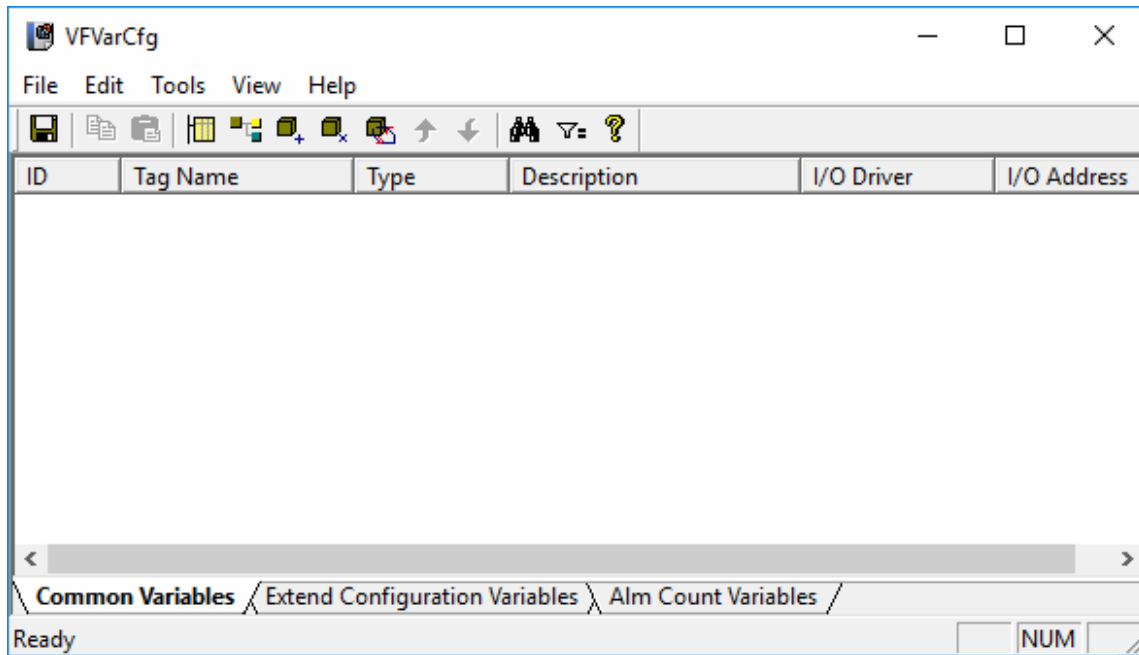 VFVarCfg
File Edit Tools View Help
ID Tag Name Type Description I/O Driver I/O Address
Common Variables Extend Configuration Variables Alm Count Variables
Ready NUM